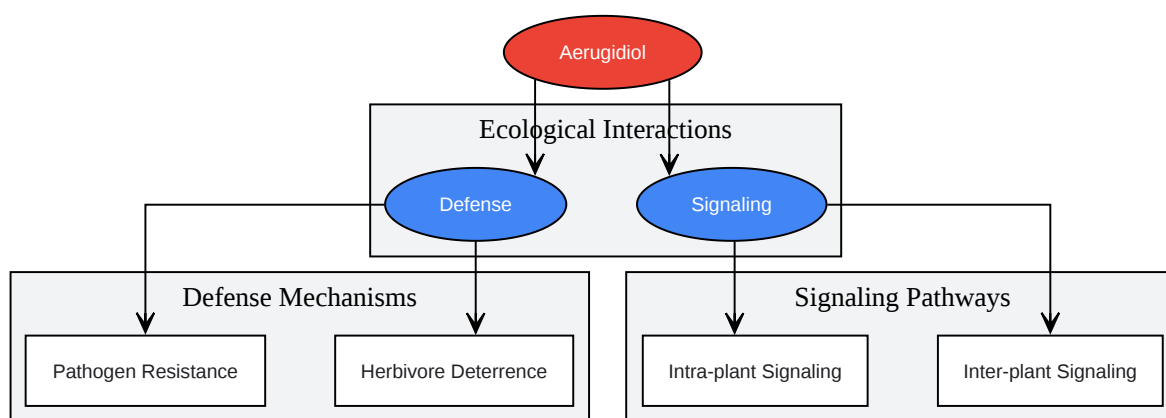 Aerugidiol
Ecological Interactions
Defense
Signaling
Defense Mechanisms
Signaling Pathways
Pathogen Resistance
Herbivore Deterrence
Intra-plant Signaling
Inter-plant Signaling